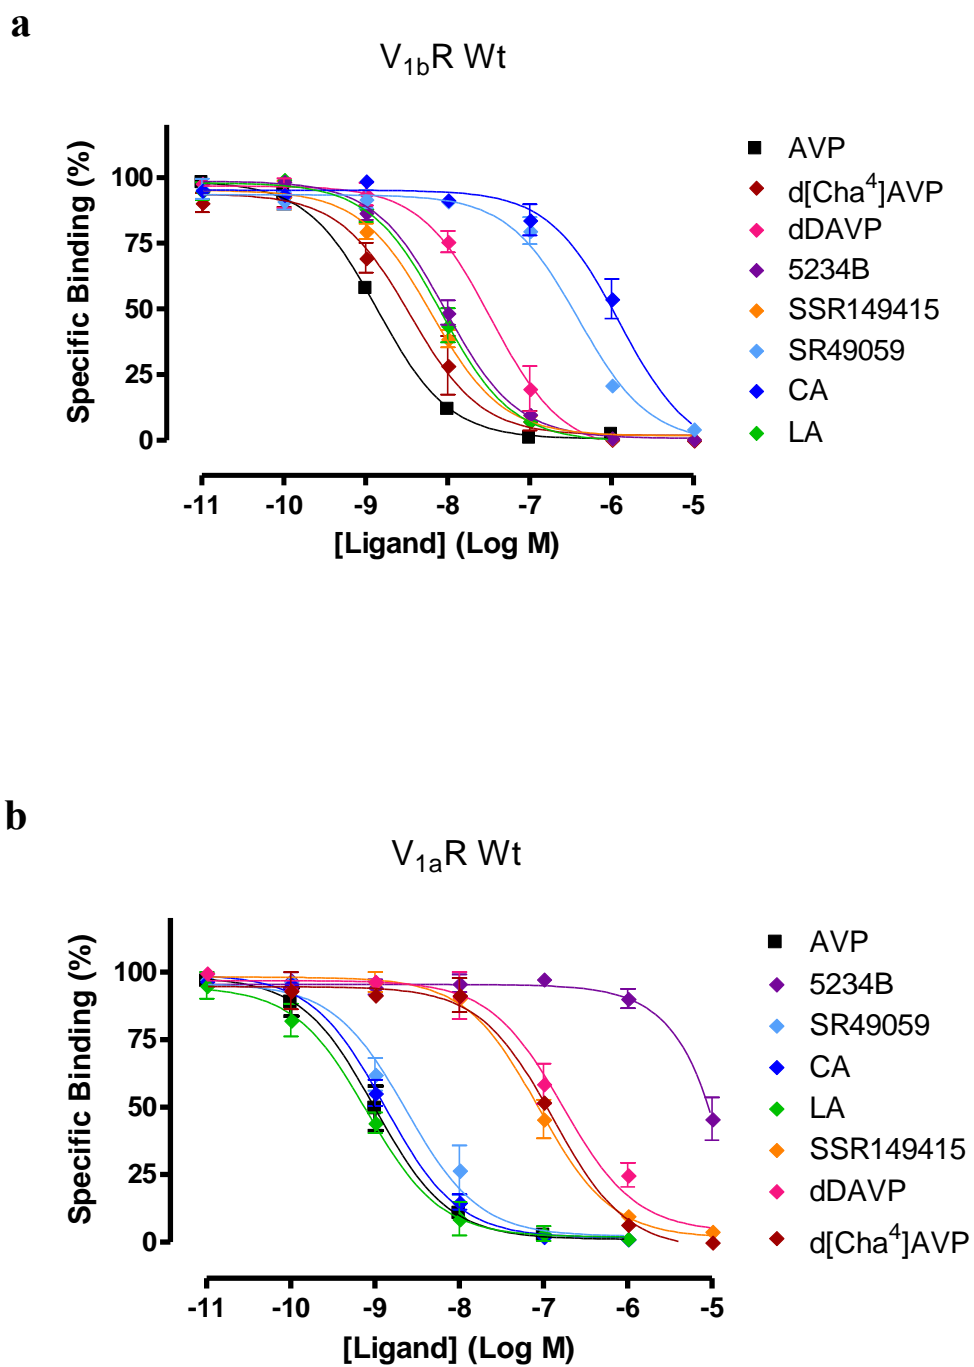 a
V1bR Wt
Specific Binding (%)
100
75
50
25
0
-11 -10 -9 -8 -7 -6 -5
[Ligand] (Log M)
AVP
d[Cha4]AVP
dDAVP
5234B
SSR149415
SR49059
CA
LA
b
V1aR Wt
Specific Binding (%)
100
75
50
25
0
-11 -10 -9 -8 -7 -6 -5
[Ligand] (Log M)
AVP
5234B
SR49059
CA
LA
SSR149415
dDAVP
d[Cha4]AVP